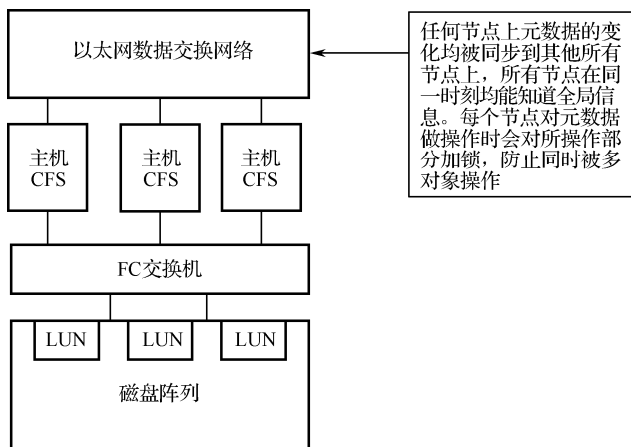 以太网数据交换网络
任何节点上元数据的变
化均被同步到其他所有
节点上，所有节点在同
一时刻均能知道全局信
息。每个节点对元数据
做操作时会对所操作部
分加锁，防止同时被多
对象操作
主机
CFS
主机
CFS
主机
CFS
FC交换机
LUN
LUN
LUN
磁盘阵列